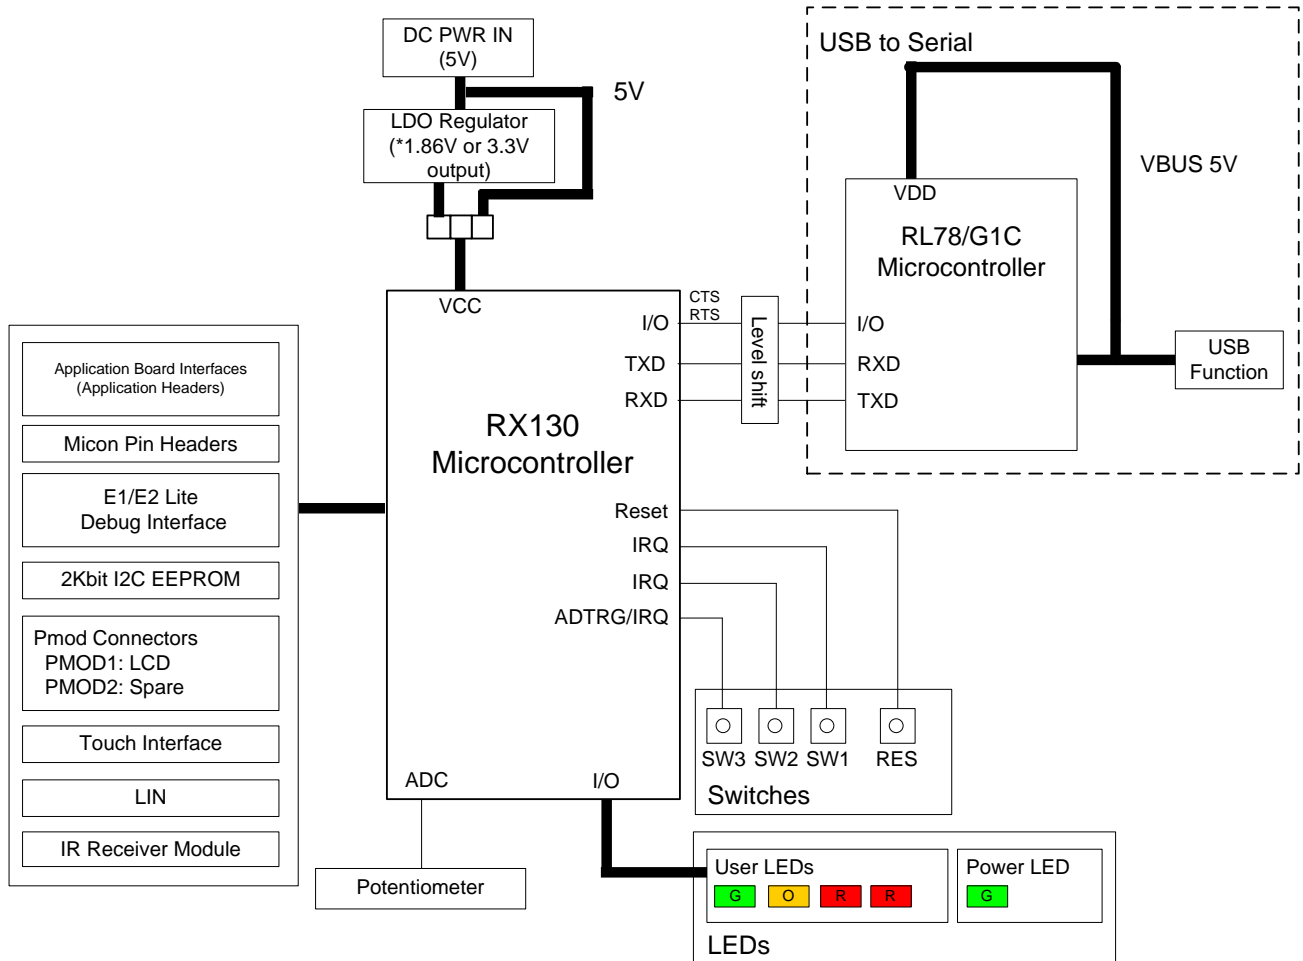 DC PWR IN
(5V)
5V
LDO Regulator
(*1.86V or 3.3V
output)
USB to Serial
VBUS 5V
VDD
RL78/G1C
Microcontroller
I/O
RXD
TXD
USB
Function
VCC
CTS
RTS
I/O
TXD
RXD
Level shift
RX130
Microcontroller
Reset
IRQ
IRQ
ADTRG/IRQ
ADC
I/O
Application Board Interfaces
(Application Headers)
Micon Pin Headers
E1/E2 Lite
Debug Interface
2Kbit I2C EEPROM
Pmod Connectors
PMOD1: LCD
PMOD2: Spare
Touch Interface
LIN
IR Receiver Module
Potentiometer
SW3 SW2 SW1 RES
Switches
User LEDs
G O R R
Power LED
G
LEDs